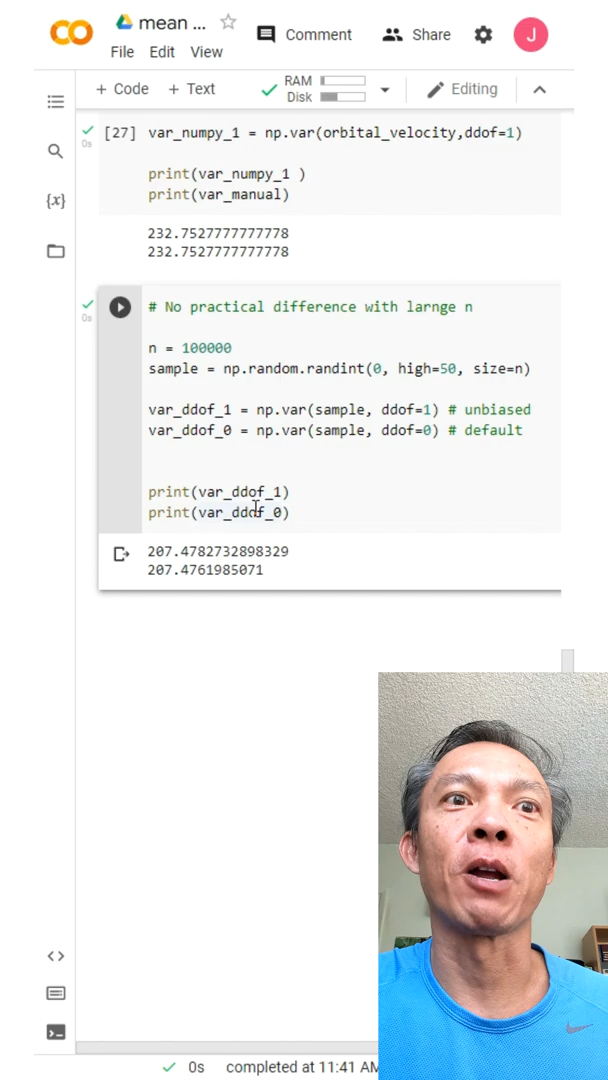 mean ...
Comment
Share
J
File Edit View
+ Code + Text
RAM
Disk
Editing
[27] var_numpy_1 = np.var(orbital_velocity,ddof=1)
0s
print(var_numpy_1 )
print(var_manual)
{x}
232.7527777777778
232.7527777777778
# No practical difference with larnge n
0s
n = 100000
sample = np.random.randint(0, high=50, size=n)
var_ddof_1 = np.var(sample, ddof=1) # unbiased
var_ddof_0 = np.var(sample, ddof=0) # default
print(var_ddof_1)
print(var_ddof_0)
207.4782732898329
207.4761985071
0s completed at 11:41 AM